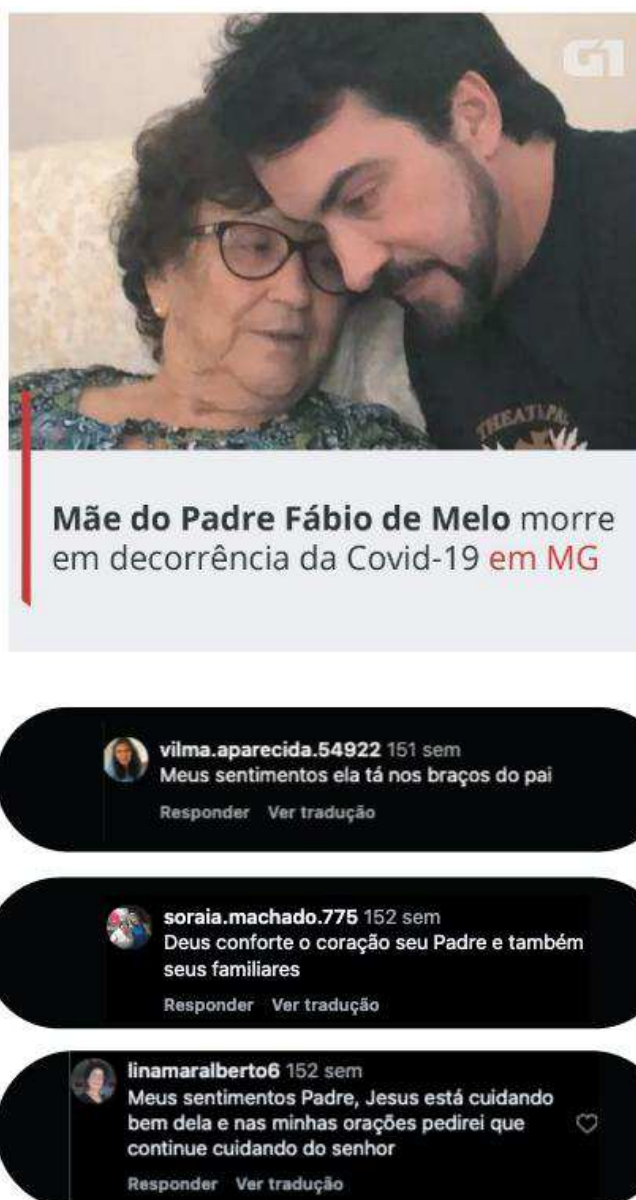 G1
THEATI
Mãe do Padre Fábio de Melo morre
em decorrência da Covid-19 em MG
vilma.aparecida.54922 151 sem
Meus sentimentos ela tá nos braços do pai
Responder Ver tradução
soraia.machado.775 152 sem
Deus conforte o coração seu Padre e também
seus familiares
Responder Ver tradução
linamaralberto6 152 sem
Meus sentimentos Padre, Jesus está cuidando
bem dela e nas minhas orações pedirei que
continue cuidando do senhor
Responder Ver tradução